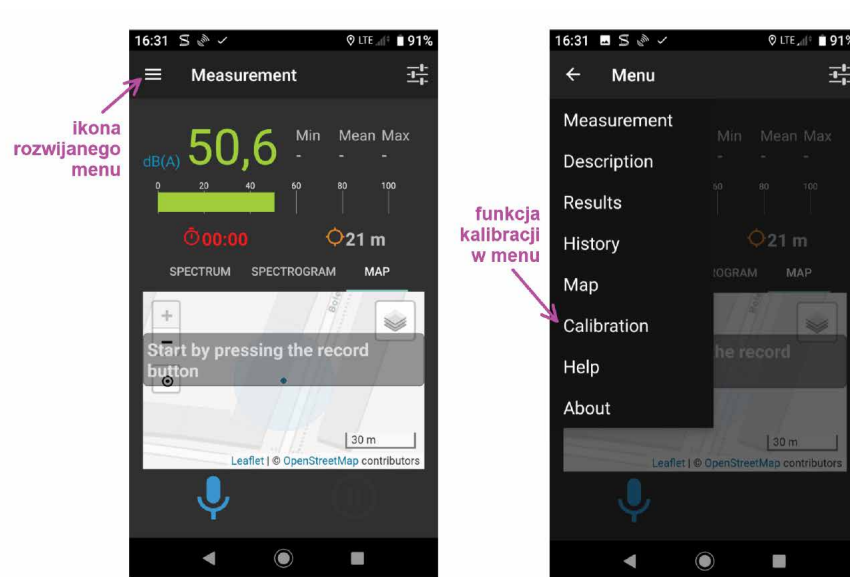 16:31 S LTE 91%
Measurement
ikona
rozwijanego
menu
dB(A) 50,6 Min Mean Max
- - -
0 20 40 60 80 100
00:00 21 m
SPECTRUM SPECTROGRAM MAP
+
Start by pressing the record
button
30 m
Leaflet | © OpenStreetMap contributors
16:31 S LTE 91%
Menu
funkcja
kalibracji
w menu
Measurement
Description
Results
History
Map
Calibration
Help
About
Min Mean Max
- - -
60 80 100
21 m
OGRAM MAP
he record
30 m
Leaflet | © OpenStreetMap contributors